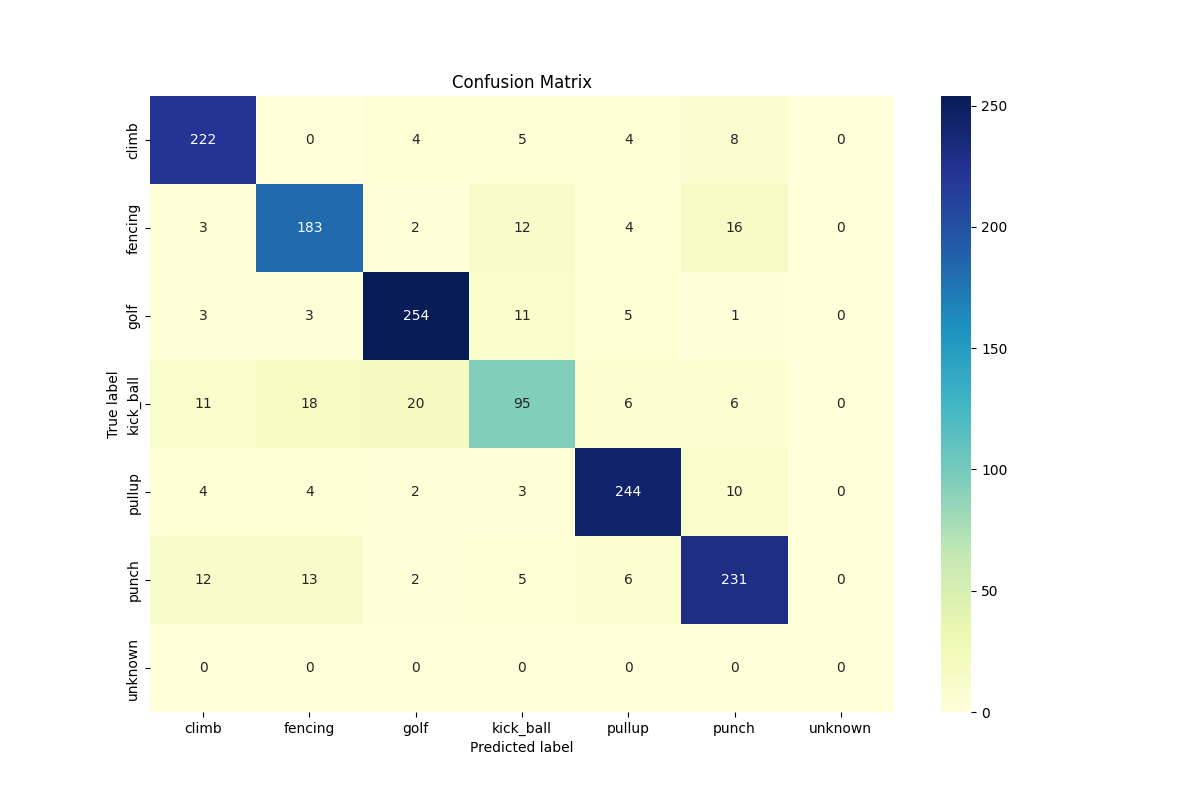 Confusion Matrix
climb 222 0 4 5 4 8 0
fencing 3 183 2 12 4 16 0
golf 3 3 254 11 5 1 0
kick_ball 11 18 20 95 6 6 0
pullup 4 4 2 3 244 10 0
punch 12 13 2 5 6 231 0
unknown 0 0 0 0 0 0 0
True label
climb fencing golf kick_ball pullup punch unknown
Predicted label
250
200
150
100
50
0